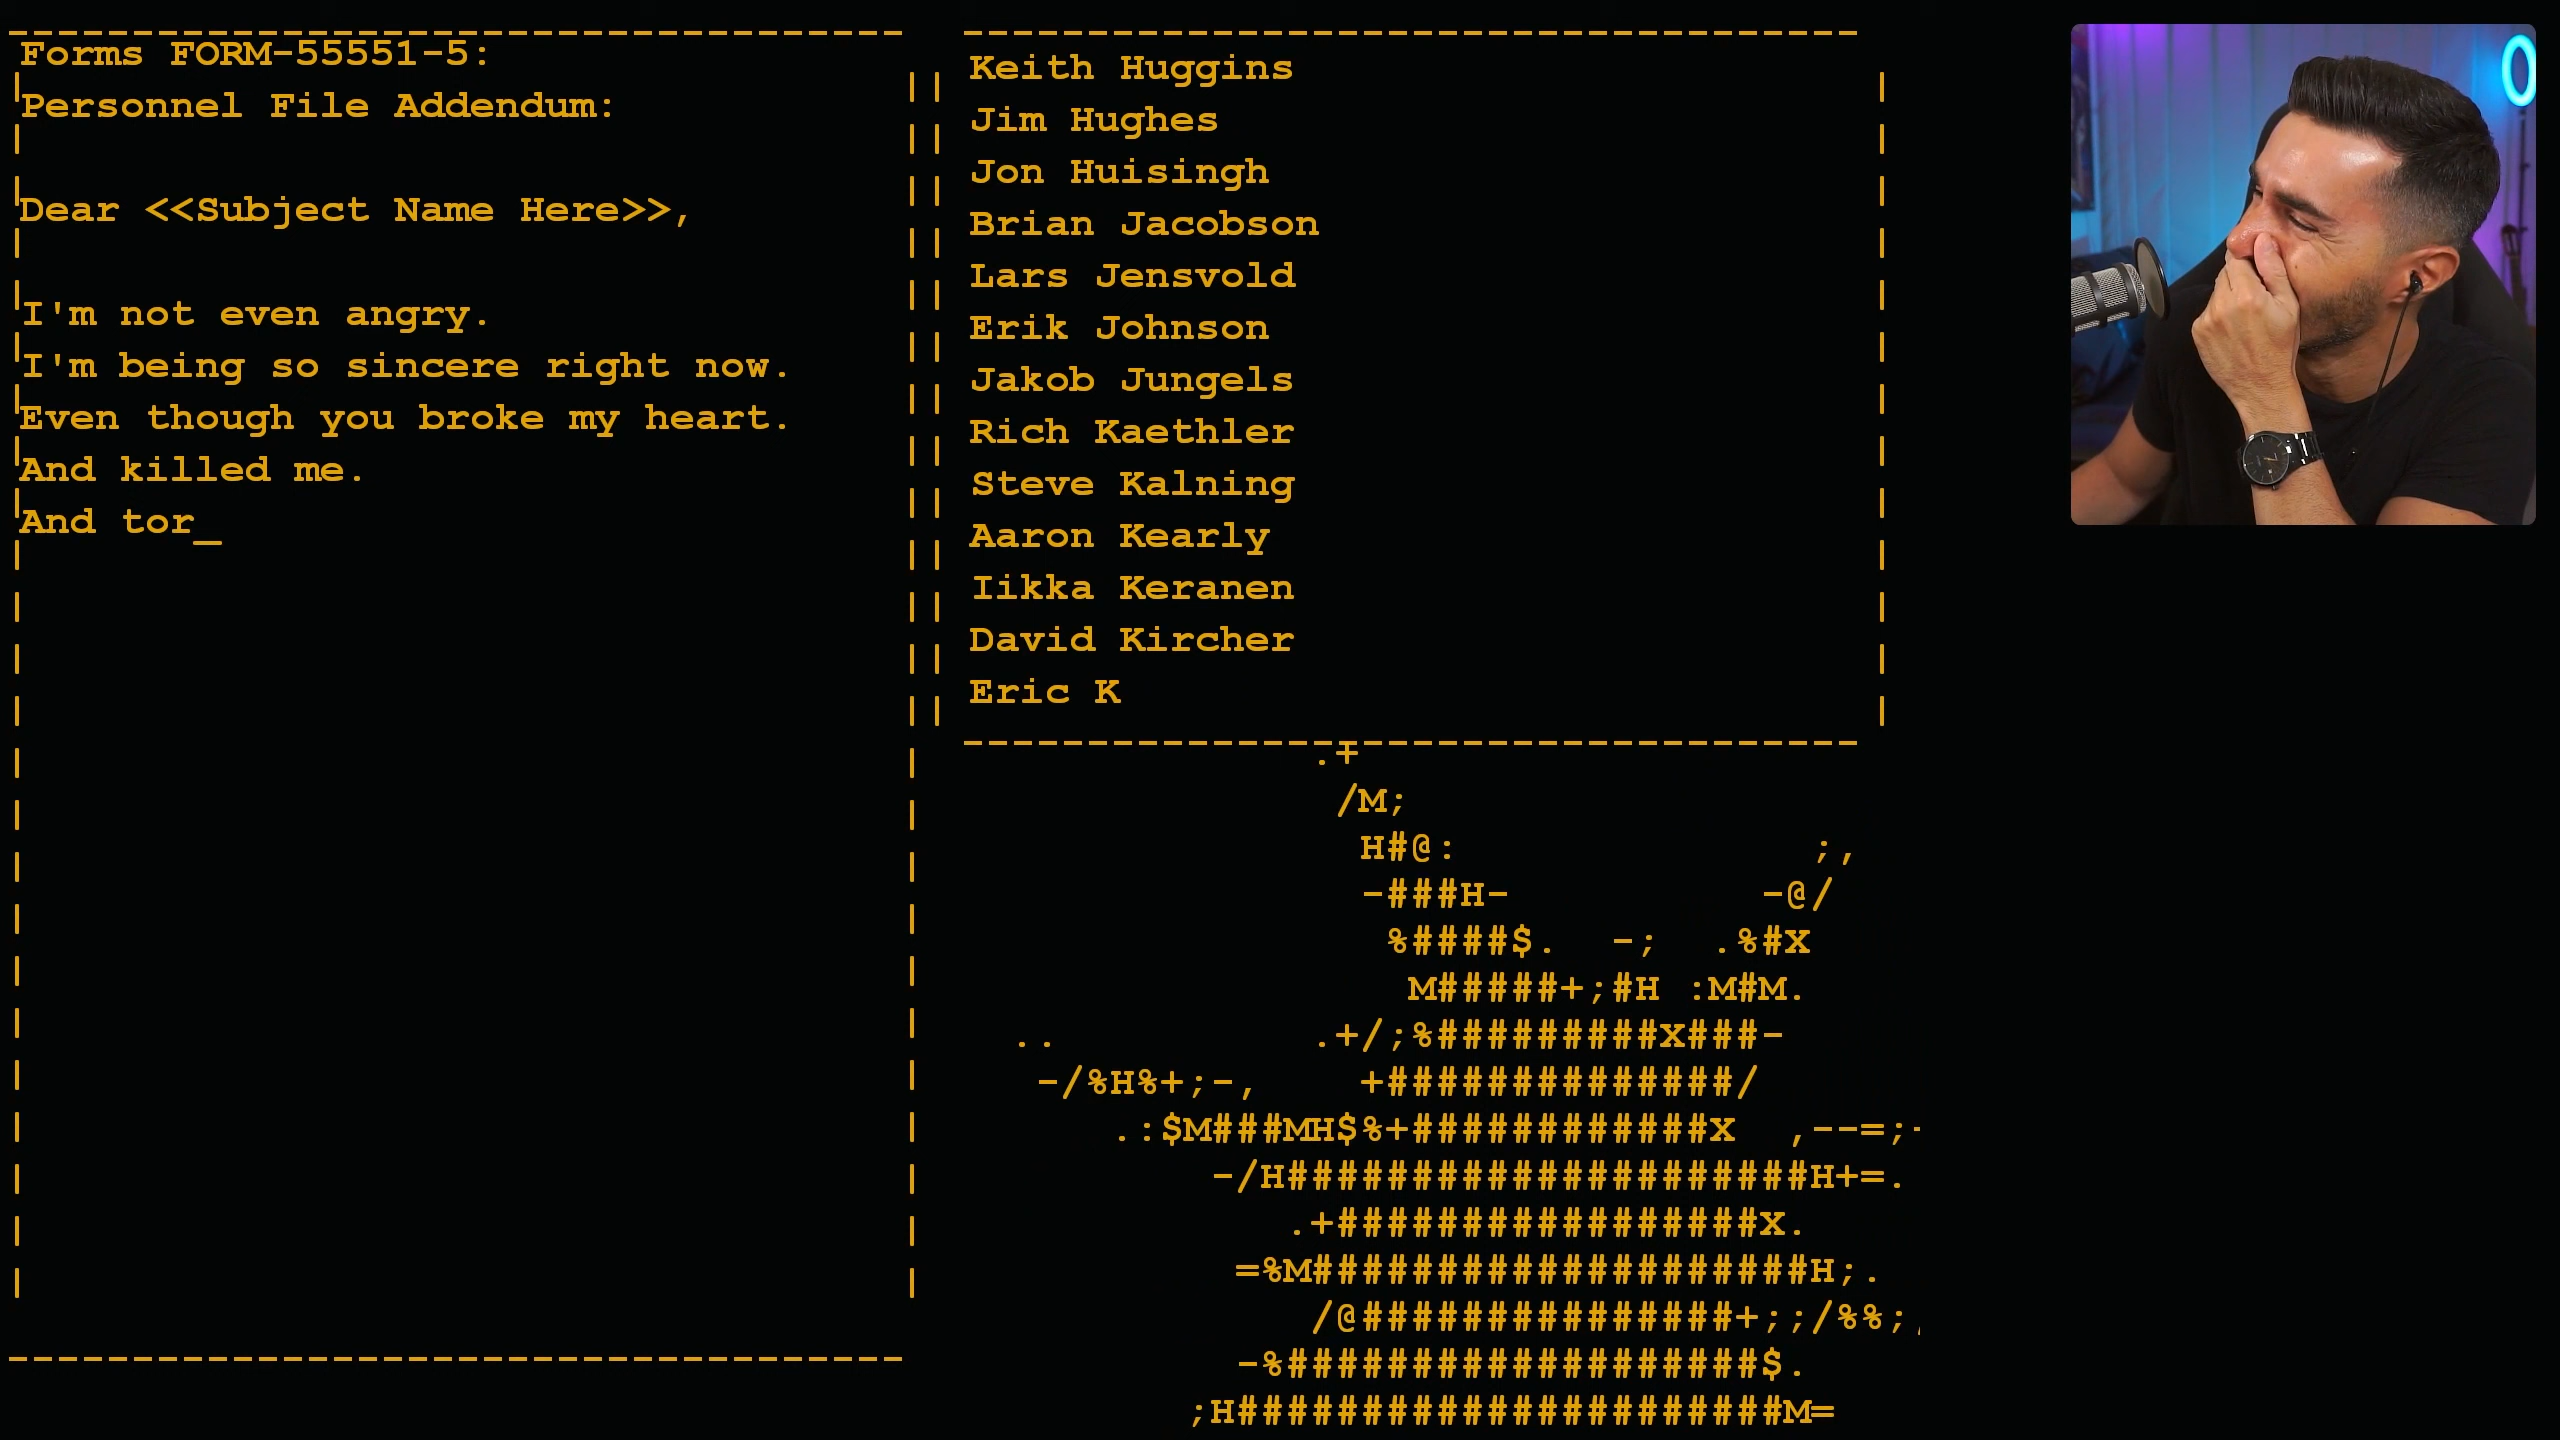 Forms FORM-55551-5:
Personnel File Addendum:
Dear <<Subject Name Here>>,
I'm not even angry.
I'm being so sincere right now.
Even though you broke my heart.
And killed me.
And tor_
Keith Huggins
Jim Hughes
Jon Huisingh
Brian Jacobson
Lars Jensvold
Erik Johnson
Jakob Jungels
Rich Kaethler
Steve Kalning
Aaron Kearly
Iikka Keranen
David Kircher
Eric K